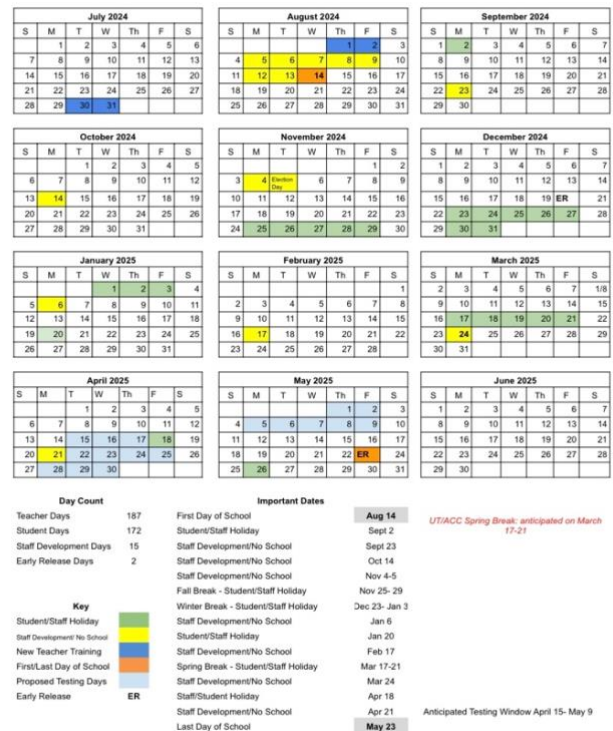 July 2024
S M T W Th F S
1 2 3 4 5 6
7 8 9 10 11 12 13
14 15 16 17 18 19 20
21 22 23 24 25 26 27
28 29 30 31
August 2024
S M T W Th F S
1 2 3
4 5 6 7 8 9 10
11 12 13 14 15 16 17
18 19 20 21 22 23 24
25 26 27 28 29 30 31
September 2024
S M T W Th F S
1 2 3 4 5 6 7
8 9 10 11 12 13 14
15 16 17 18 19 20 21
22 23 24 25 26 27 28
29 30
October 2024
S M T W Th F S
1 2 3 4 5
6 7 8 9 10 11 12
13 14 15 16 17 18 19
20 21 22 23 24 25 26
27 28 29 30 31
November 2024
S M T W Th F S
1 2
3 4 Election Day 6 7 8 9
10 11 12 13 14 15 16
17 18 19 20 21 22 23
24 25 26 27 28 29 30
December 2024
S M T W Th F S
1 2 3 4 5 6 7
8 9 10 11 12 13 14
15 16 17 18 19 ER 21
22 23 24 25 26 27 28
29 30 31
January 2025
S M T W Th F S
1 2 3 4
5 6 7 8 9 10 11
12 13 14 15 16 17 18
19 20 21 22 23 24 25
26 27 28 29 30 31
February 2025
S M T W Th F S
1
2 3 4 5 6 7 8
9 10 11 12 13 14 15
16 17 18 19 20 21 22
23 24 25 26 27 28
March 2025
S M T W Th F S
2 3 4 5 6 7 1/8
9 10 11 12 13 14 15
16 17 18 19 20 21 22
23 24 25 26 27 28 29
30 31
April 2025
S M T W Th F S
1 2 3 4 5
6 7 8 9 10 11 12
13 14 15 16 17 18 19
20 21 22 23 24 25 26
27 28 29 30
May 2025
S M T W Th F S
1 2 3
4 5 6 7 8 9 10
11 12 13 14 15 16 17
18 19 20 21 22 ER 24
25 26 27 28 29 30 31
June 2025
S M T W Th F S
1 2 3 4 5 6 7
8 9 10 11 12 13 14
15 16 17 18 19 20 21
22 23 24 25 26 27 28
29 30
Day Count
Teacher Days 187
Student Days 172
Staff Development Days 15
Early Release Days 2
Key
Student/Staff Holiday
Staff Development/ No School
New Teacher Training
First/Last Day of School
Proposed Testing Days
Early Release ER
Important Dates
First Day of School Aug 14
Student/Staff Holiday Sept 2
Staff Development/No School Sept 23
Staff Development/No School Oct 14
Staff Development/No School Nov 4-5
Fall Break - Student/Staff Holiday Nov 25- 29
Winter Break - Student/Staff Holiday Dec 23- Jan 3
Staff Development/No School Jan 6
Student/Staff Holiday Jan 20
Staff Development/No School Feb 17
Spring Break - Student/Staff Holiday Mar 17-21
Staff Development/No School Mar 24
Staff/Student Holiday Apr 18
Staff Development/No School Apr 21
Last Day of School May 23
UT/ACC Spring Break: anticipated on March
17-21
Anticipated Testing Window April 15- May 9